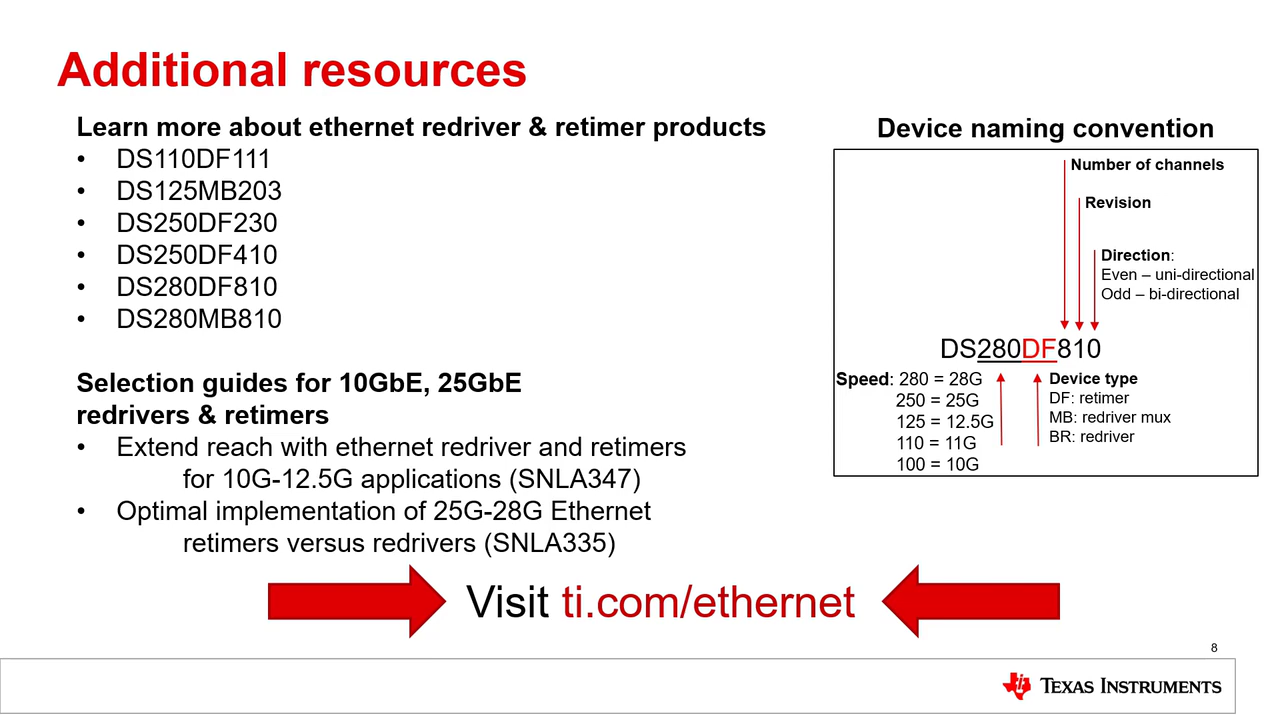 Additional resources
Learn more about ethernet redriver & retimer products
• DS110DF111
• DS125MB203
• DS250DF230
• DS250DF410
• DS280DF810
• DS280MB810
Selection guides for 10GbE, 25GbE
redrivers & retimers
• Extend reach with ethernet redriver and retimers
for 10G-12.5G applications (SNLA347)
• Optimal implementation of 25G-28G Ethernet
retimers versus redrivers (SNLA335)
Device naming convention
Number of channels
Revision
Direction:
Even – uni-directional
Odd – bi-directional
DS280DF810
Speed: 280 = 28G
250 = 25G
125 = 12.5G
110 = 11G
100 = 10G
Device type
DF: retimer
MB: redriver mux
BR: redriver
Visit ti.com/ethernet
8
TEXAS INSTRUMENTS